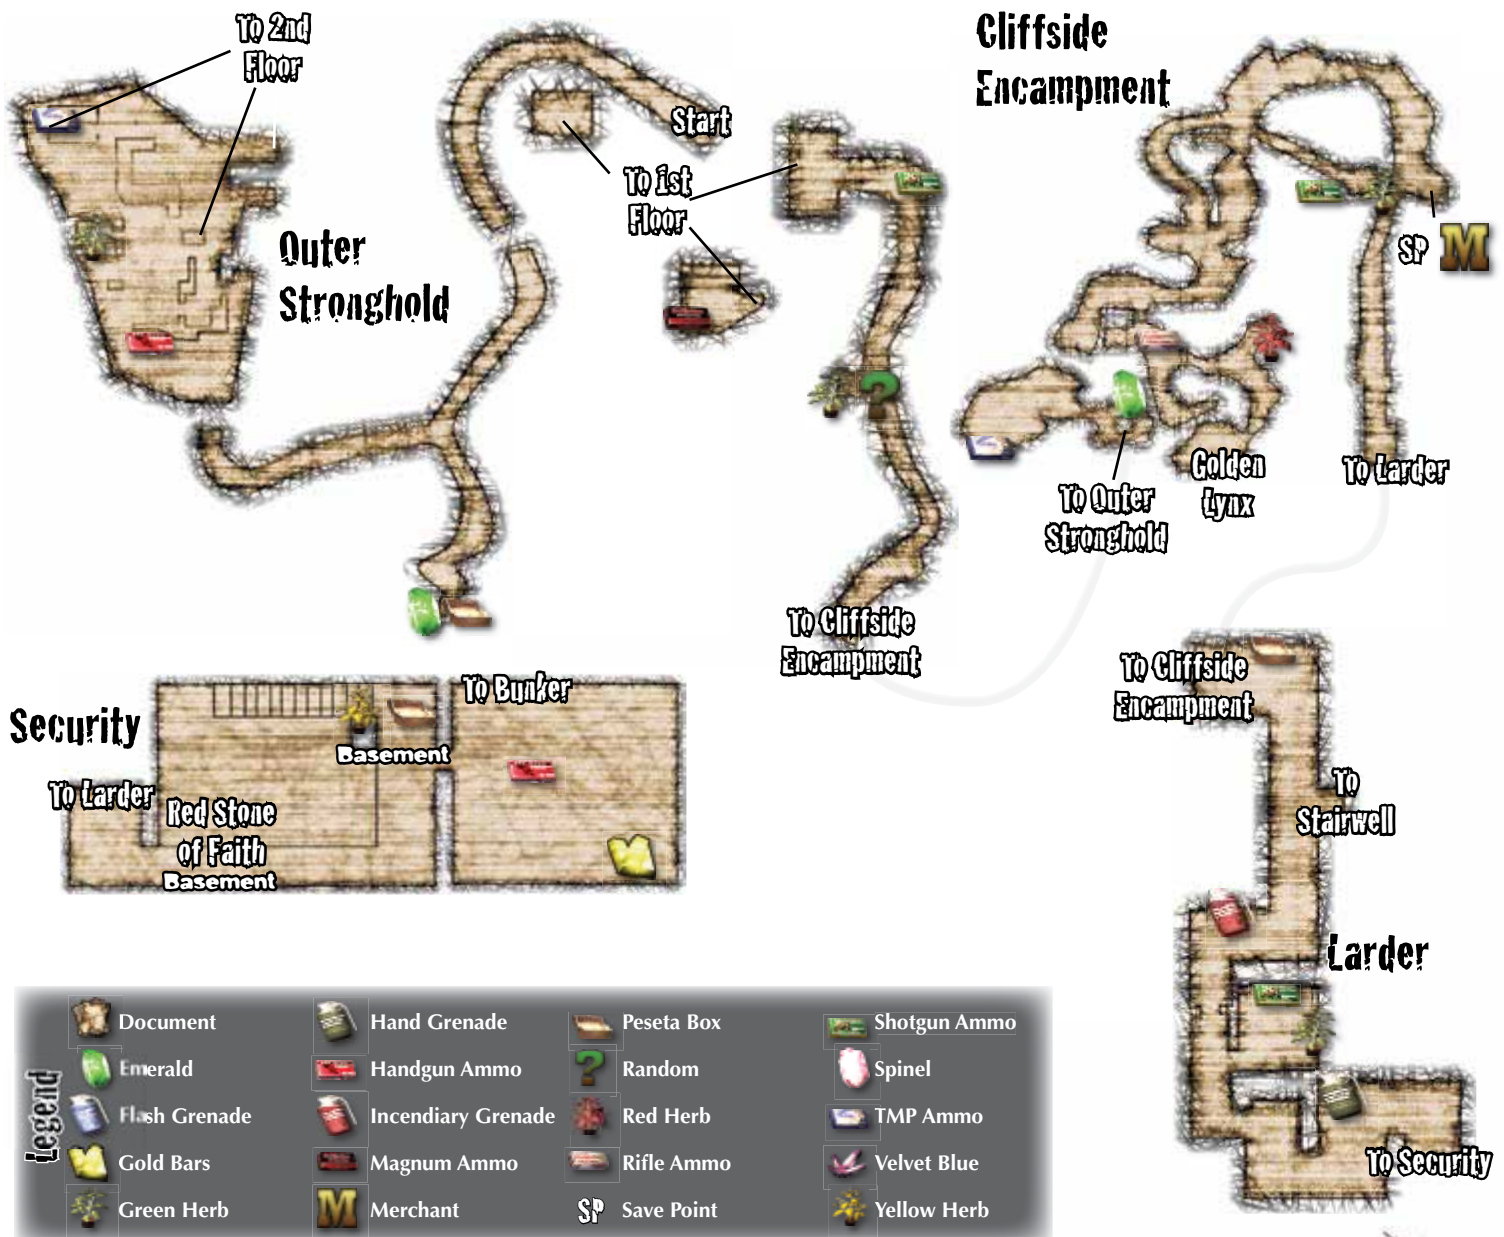 To 2nd
Floor
Start
To 1st
Floor
Outer
Stronghold
Cliffside
Encampment
SP
M
Golden
Lynx
To Larder
To Outer
Stronghold
To Cliffside
Encampment
Security
To Bunker
Basement
To Larder
Red Stone
of Faith
Basement
To Cliffside
Encampment
To
Stairwell
Larder
To Security
Legend
Document
Emerald
Flash Grenade
Gold Bars
Green Herb
Hand Grenade
Handgun Ammo
Incendiary Grenade
Magnum Ammo
M
Merchant
Peseta Box
Random
Red Herb
Rifle Ammo
SP
Save Point
Shotgun Ammo
Spinel
TMP Ammo
Velvet Blue
Yellow Herb